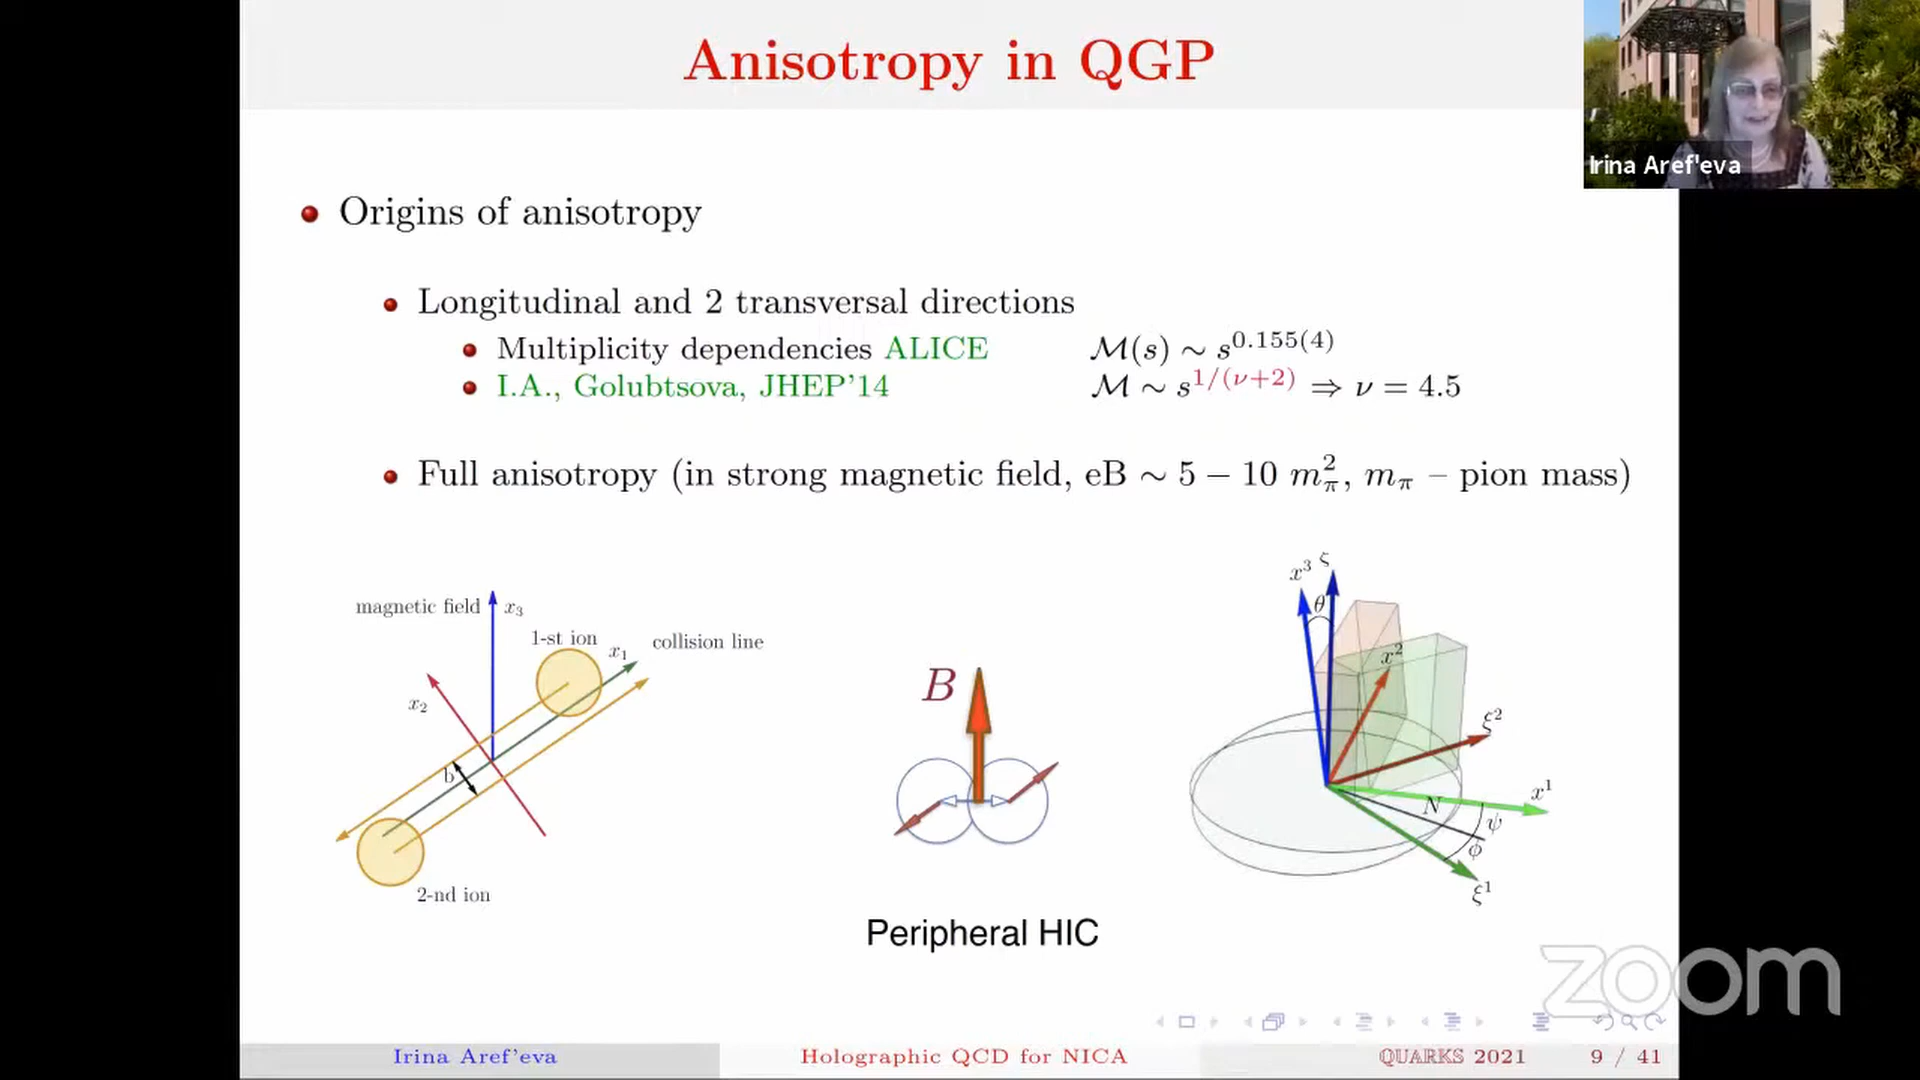 Anisotropy in QGP
Irina Aref'eva
Origins of anisotropy
Longitudinal and 2 transversal directions
Multiplicity dependencies ALICE ℳ(s) ∼ s^0.155(4)
I.A., Golubtsova, JHEP'14 ℳ ∼ s^1/(ν+2) ⇒ ν = 4.5
Full anisotropy (in strong magnetic field, eB ∼ 5 − 10 m_π^2, m_π – pion mass)
magnetic field x₃
1-st ion
x₁
collision line
x₂
b
2-nd ion
B
Peripheral HIC
x³ ζ
θ
x²
ξ²
x¹
N
ψ
ϕ
ξ¹
zoom
Irina Aref'eva Holographic QCD for NICA QUARKS 2021 9 / 41